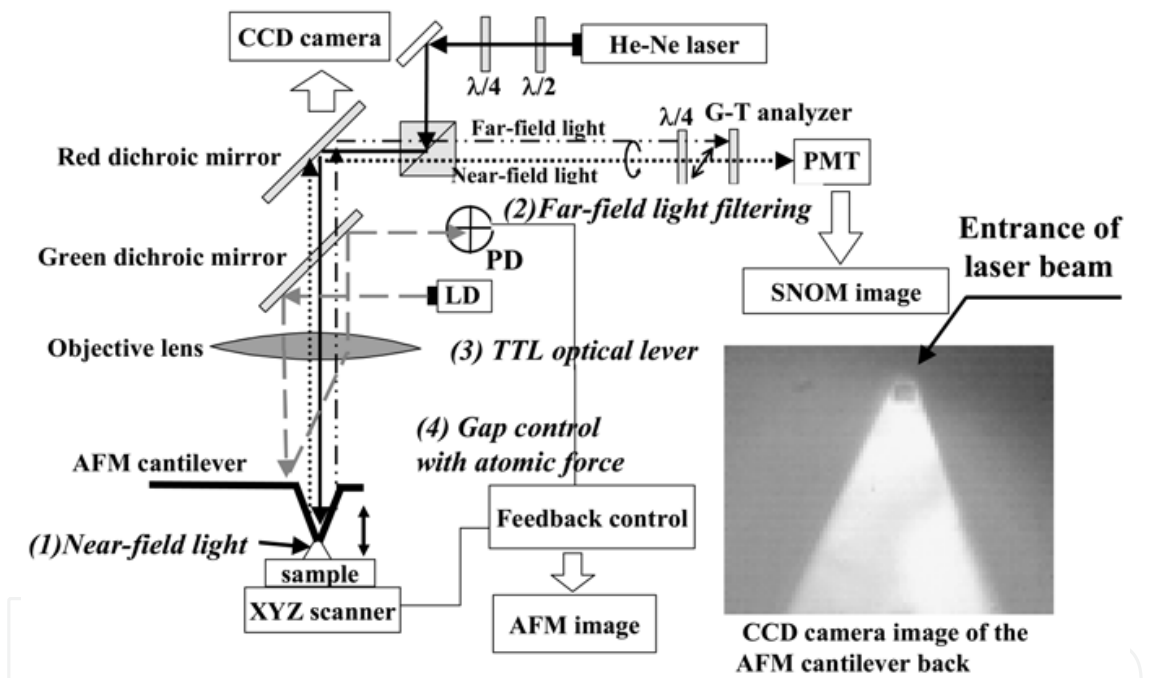 CCD camera
He-Ne laser
λ/4
λ/2
λ/4
G-T analyzer
Far-field light
Red dichroic mirror
Near-field light
PMT
(2)Far-field light filtering
Entrance of
laser beam
Green dichroic mirror
PD
SNOM image
LD
Objective lens
(3) TTL optical lever
(4) Gap control
with atomic force
AFM cantilever
Feedback control
(1)Near-field light
sample
XYZ scanner
AFM image
CCD camera image of the
AFM cantilever back